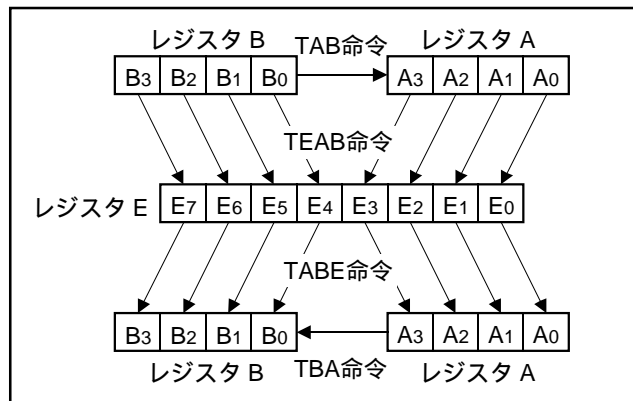 レジスタ B TAB命令 レジスタ A
B3 B2 B1 B0 A3 A2 A1 A0
TEAB命令
レジスタ E E7 E6 E5 E4 E3 E2 E1 E0
TABE命令
B3 B2 B1 B0 A3 A2 A1 A0
レジスタ B TBA命令 レジスタ A